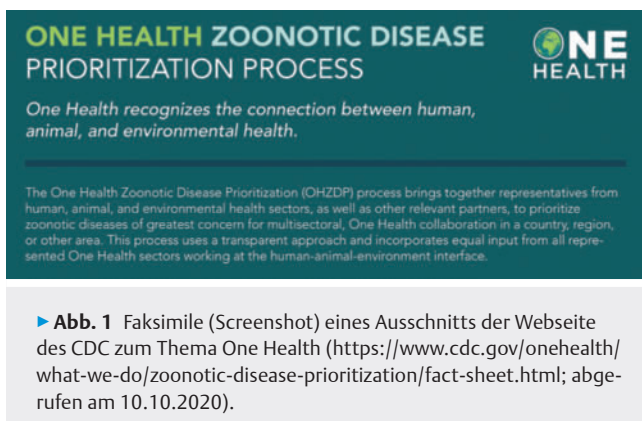 ONE HEALTH ZOONOTIC DISEASE
PRIORITIZATION PROCESS
ONE
HEALTH
One Health recognizes the connection between human,
animal, and environmental health.
The One Health Zoonotic Disease Prioritization (OHZDP) process brings together representatives from
human, animal, and environmental health sectors, as well as other relevant partners, to prioritize
zoonotic diseases of greatest concern for multisectoral, One Health collaboration in a country, region,
or other area. This process uses a transparent approach and incorporates equal input from all repre-
sented One Health sectors working at the human-animal-environment interface.
▶ Abb. 1 Faksimile (Screenshot) eines Ausschnitts der Webseite
des CDC zum Thema One Health (https://www.cdc.gov/onehealth/
what-we-do/zoonotic-disease-prioritization/fact-sheet.html; abge-
rufen am 10.10.2020).